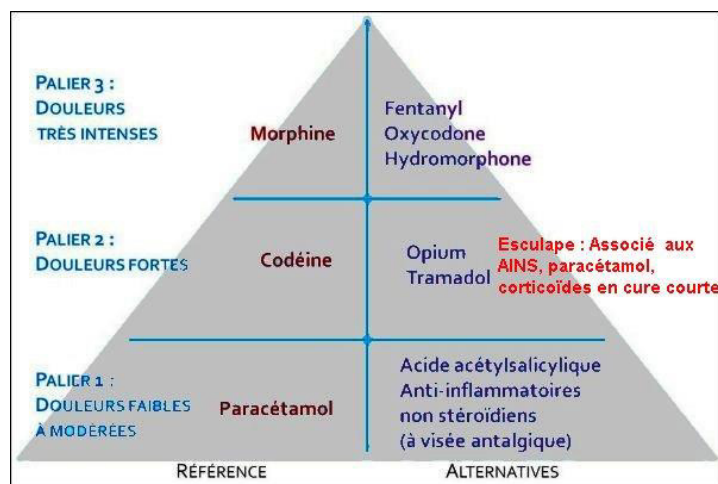 PALIER 3 :
DOULEURS
TRÈS INTENSES
Morphine
Fentanyl
Oxycodone
Hydromorphone
PALIER 2 :
DOULEURS FORTES
Codéine
Opium
Tramadol
Esculape : Associé aux
AINS, paracétamol,
corticoïdes en cure courte
PALIER 1 :
DOULEURS FAIBLES
À MODÉRÉES
Paracétamol
Acide acétylsalicylique
Anti-inflammatoires
non stéroïdiens
(à visée antalgique)
RÉFÉRENCE
ALTERNATIVES